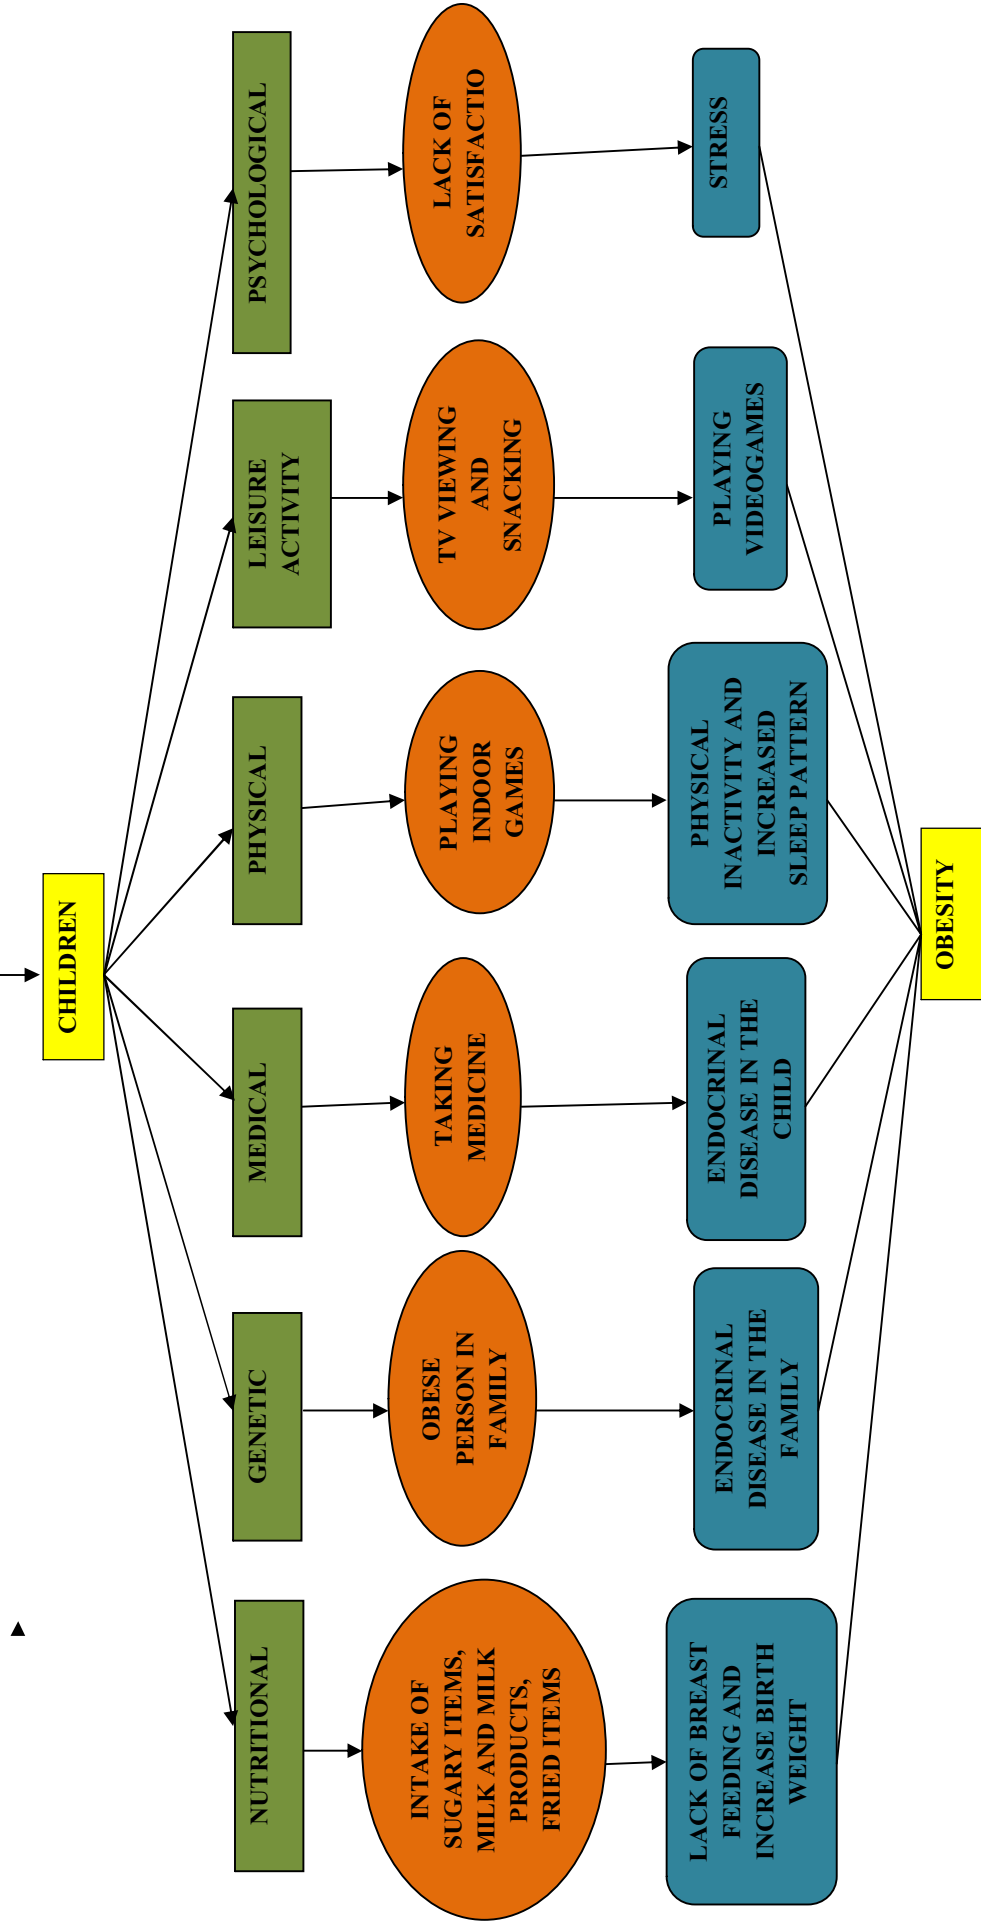 CHILDREN
NUTRITIONAL
GENETIC
MEDICAL
PHYSICAL
LEISURE
ACTIVITY
PSYCHOLOGICAL
INTAKE OF
SUGARY ITEMS,
MILK AND MILK
PRODUCTS,
FRIED ITEMS
OBESE
PERSON IN
FAMILY
TAKING
MEDICINE
PLAYING
INDOOR
GAMES
TV VIEWING
AND
SNACKING
LACK OF
SATISFACTIO
LACK OF BREAST
FEEDING AND
INCREASE BIRTH
WEIGHT
ENDOCRINAL
DISEASE IN THE
FAMILY
ENDOCRINAL
DISEASE IN THE
CHILD
PHYSICAL
INACTIVITY AND
INCREASED
SLEEP PATTERN
PLAYING
VIDEOGAMES
STRESS
OBESITY